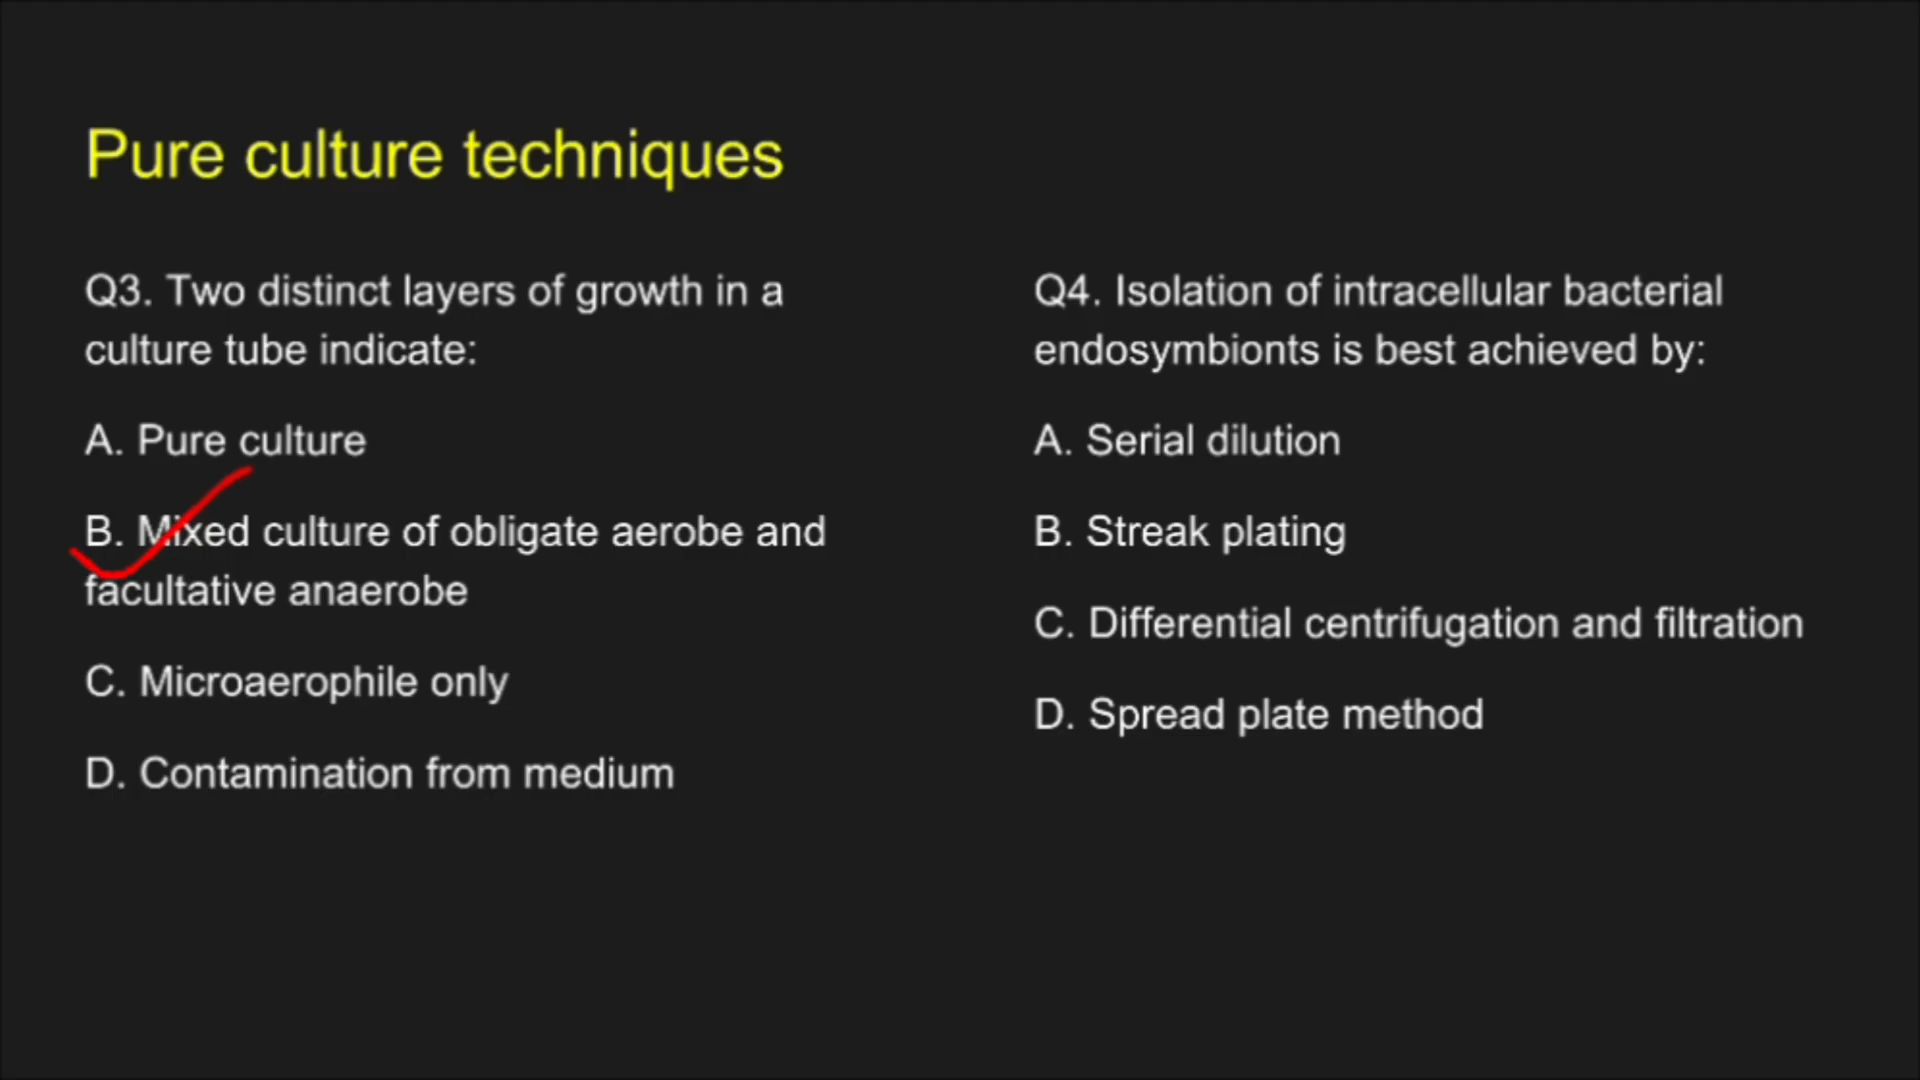 Pure culture techniques
Q3. Two distinct layers of growth in a
culture tube indicate:
A. Pure culture
B. Mixed culture of obligate aerobe and
facultative anaerobe
C. Microaerophile only
D. Contamination from medium
Q4. Isolation of intracellular bacterial
endosymbionts is best achieved by:
A. Serial dilution
B. Streak plating
C. Differential centrifugation and filtration
D. Spread plate method